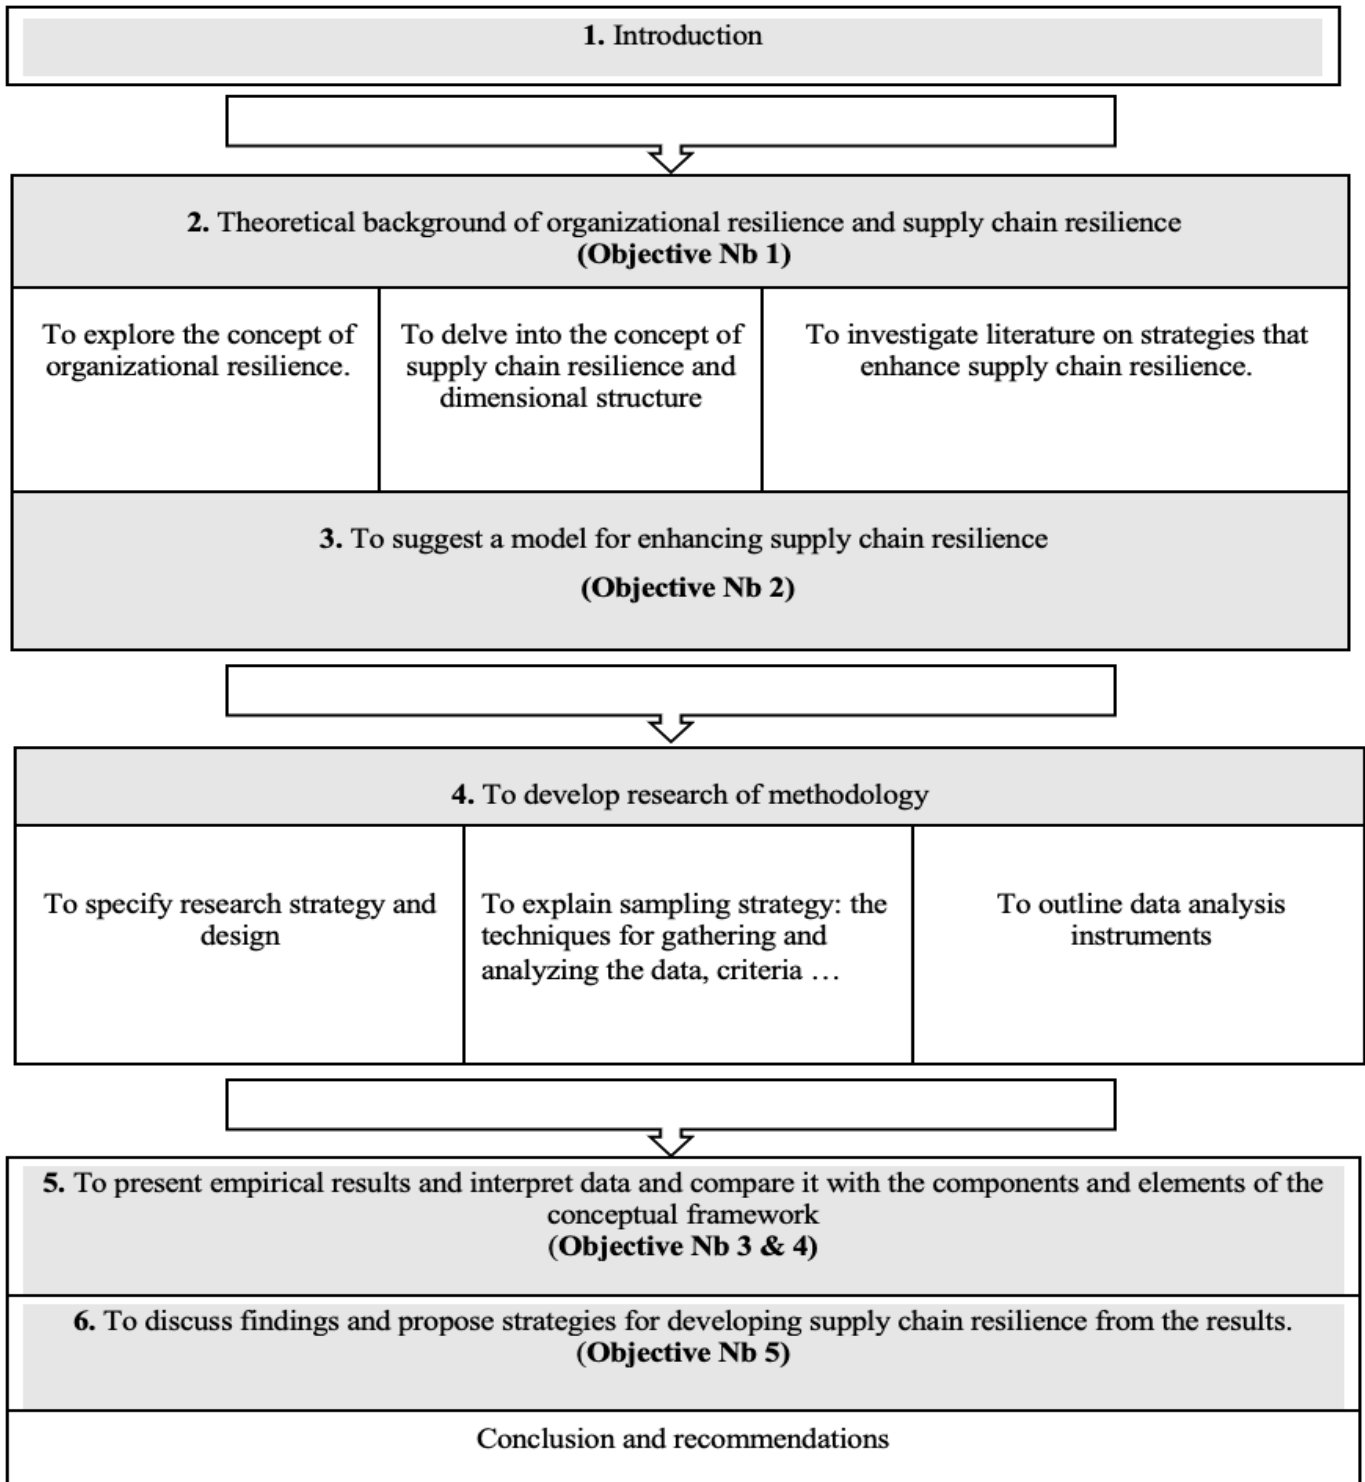 1. Introduction
2. Theoretical background of organizational resilience and supply chain resilience
(Objective Nb 1)
To explore the concept of
organizational resilience.
To delve into the concept of
supply chain resilience and
dimensional structure
To investigate literature on strategies that
enhance supply chain resilience.
3. To suggest a model for enhancing supply chain resilience
(Objective Nb 2)
4. To develop research of methodology
To specify research strategy and
design
To explain sampling strategy: the
techniques for gathering and
analyzing the data, criteria …
To outline data analysis
instruments
5. To present empirical results and interpret data and compare it with the components and elements of the
conceptual framework
(Objective Nb 3 & 4)
6. To discuss findings and propose strategies for developing supply chain resilience from the results.
(Objective Nb 5)
Conclusion and recommendations